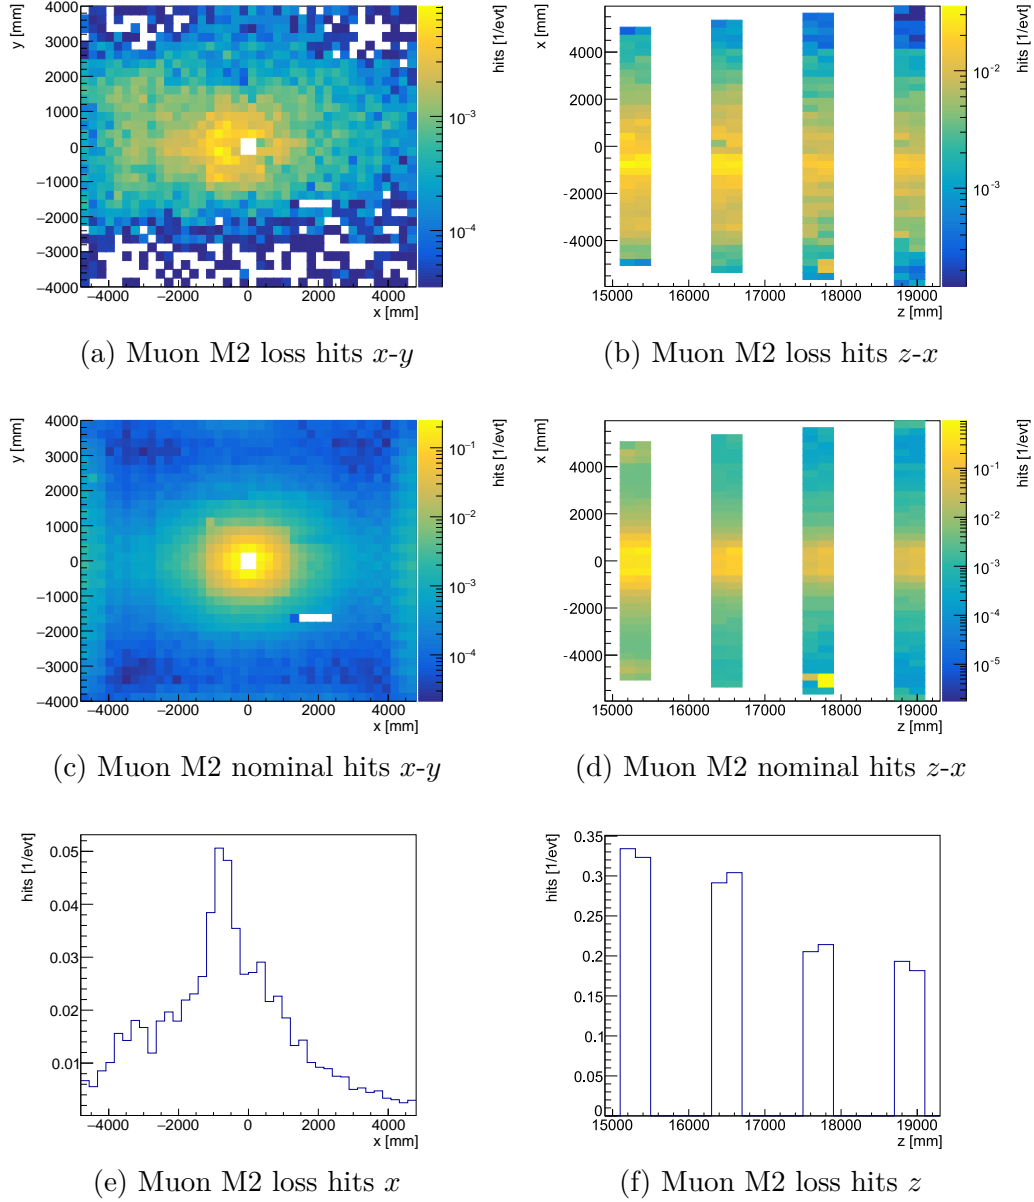 y [mm]
4000
3000
2000
1000
0
−1000
−2000
−3000
−4000
−4000 −2000 0 2000 4000
x [mm]
hits [1/evt]
10⁻³
10⁻⁴
(a) Muon M2 loss hits x-y
x [mm]
4000
2000
0
−2000
−4000
15000 16000 17000 18000 19000
z [mm]
hits [1/evt]
10⁻²
10⁻³
(b) Muon M2 loss hits z-x
y [mm]
4000
3000
2000
1000
0
−1000
−2000
−3000
−4000
−4000 −2000 0 2000 4000
x [mm]
hits [1/evt]
10⁻¹
10⁻²
10⁻³
10⁻⁴
(c) Muon M2 nominal hits x-y
x [mm]
4000
2000
0
−2000
−4000
15000 16000 17000 18000 19000
z [mm]
hits [1/evt]
10⁻¹
10⁻²
10⁻³
10⁻⁴
10⁻⁵
(d) Muon M2 nominal hits z-x
hits [1/evt]
0.05
0.04
0.03
0.02
0.01
−4000 −2000 0 2000 4000
x [mm]
(e) Muon M2 loss hits x
hits [1/evt]
0.35
0.3
0.25
0.2
0.15
0.1
0.05
0
15000 16000 17000 18000 19000
z [mm]
(f) Muon M2 loss hits z